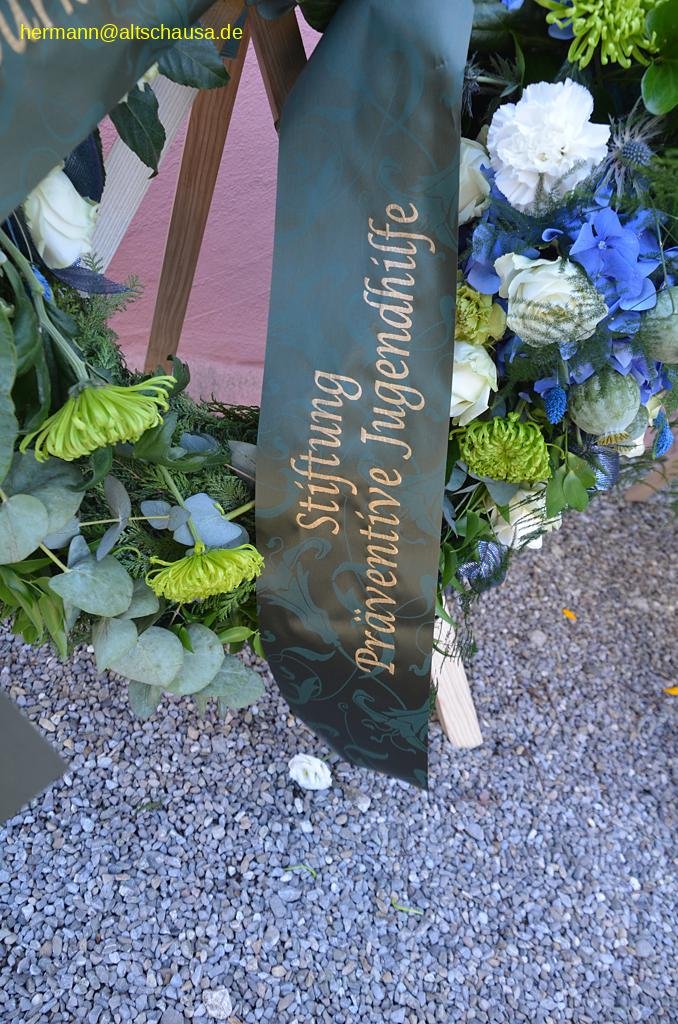 hermann@altschausa.de
Stiftung
Präventive Jugendhilfe